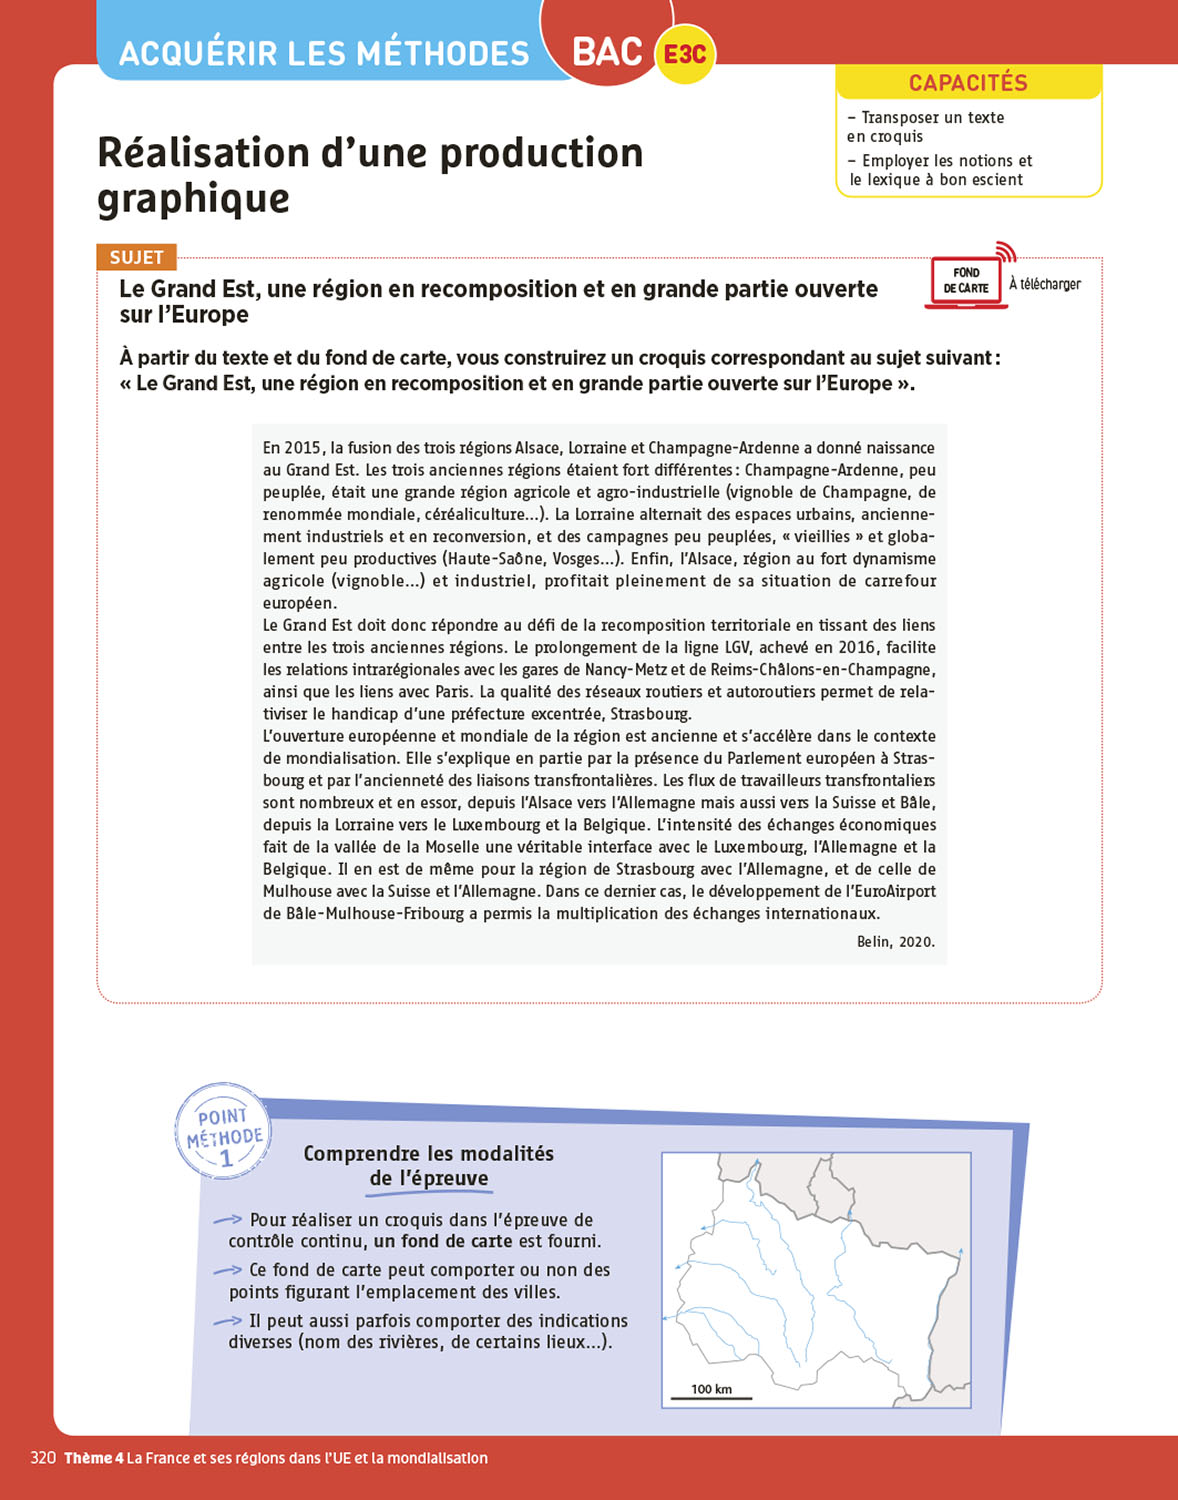 ACQUÉRIR LES MÉTHODES BAC E3C
CAPACITÉS
– Transposer un texte
en croquis
– Employer les notions et
le lexique à bon escient
Réalisation d’une production
graphique
SUJET
Le Grand Est, une région en recomposition et en grande partie ouverte
sur l’Europe
FOND
DE CARTE
À télécharger
À partir du texte et du fond de carte, vous construirez un croquis correspondant au sujet suivant :
« Le Grand Est, une région en recomposition et en grande partie ouverte sur l’Europe ».
En 2015, la fusion des trois régions Alsace, Lorraine et Champagne-Ardenne a donné naissance
au Grand Est. Les trois anciennes régions étaient fort différentes : Champagne-Ardenne, peu
peuplée, était une grande région agricole et agro-industrielle (vignoble de Champagne, de
renommée mondiale, céréaliculture…). La Lorraine alternait des espaces urbains, ancienne-
ment industriels et en reconversion, et des campagnes peu peuplées, « vieillies » et globa-
lement peu productives (Haute-Saône, Vosges…). Enfin, l’Alsace, région au fort dynamisme
agricole (vignoble…) et industriel, profitait pleinement de sa situation de carrefour
européen.
Le Grand Est doit donc répondre au défi de la recomposition territoriale en tissant des liens
entre les trois anciennes régions. Le prolongement de la ligne LGV, achevé en 2016, facilite
les relations intrarégionales avec les gares de Nancy-Metz et de Reims-Châlons-en-Champagne,
ainsi que les liens avec Paris. La qualité des réseaux routiers et autoroutiers permet de rela-
tiviser le handicap d’une préfecture excentrée, Strasbourg.
L’ouverture européenne et mondiale de la région est ancienne et s’accélère dans le contexte
de mondialisation. Elle s’explique en partie par la présence du Parlement européen à Stras-
bourg et par l’ancienneté des liaisons transfrontalières. Les flux de travailleurs transfrontaliers
sont nombreux et en essor, depuis l’Alsace vers l’Allemagne mais aussi vers la Suisse et Bâle,
depuis la Lorraine vers le Luxembourg et la Belgique. L’intensité des échanges économiques
fait de la vallée de la Moselle une véritable interface avec le Luxembourg, l’Allemagne et la
Belgique. Il en est de même pour la région de Strasbourg avec l’Allemagne, et de celle de
Mulhouse avec la Suisse et l’Allemagne. Dans ce dernier cas, le développement de l’EuroAirport
de Bâle-Mulhouse-Fribourg a permis la multiplication des échanges internationaux.
Belin, 2020.
POINT
MÉTHODE
1
Comprendre les modalités
de l’épreuve
Pour réaliser un croquis dans l’épreuve de
contrôle continu, un fond de carte est fourni.
Ce fond de carte peut comporter ou non des
points figurant l’emplacement des villes.
Il peut aussi parfois comporter des indications
diverses (nom des rivières, de certains lieux…).
100 km
320 Thème 4 La France et ses régions dans l’UE et la mondialisation